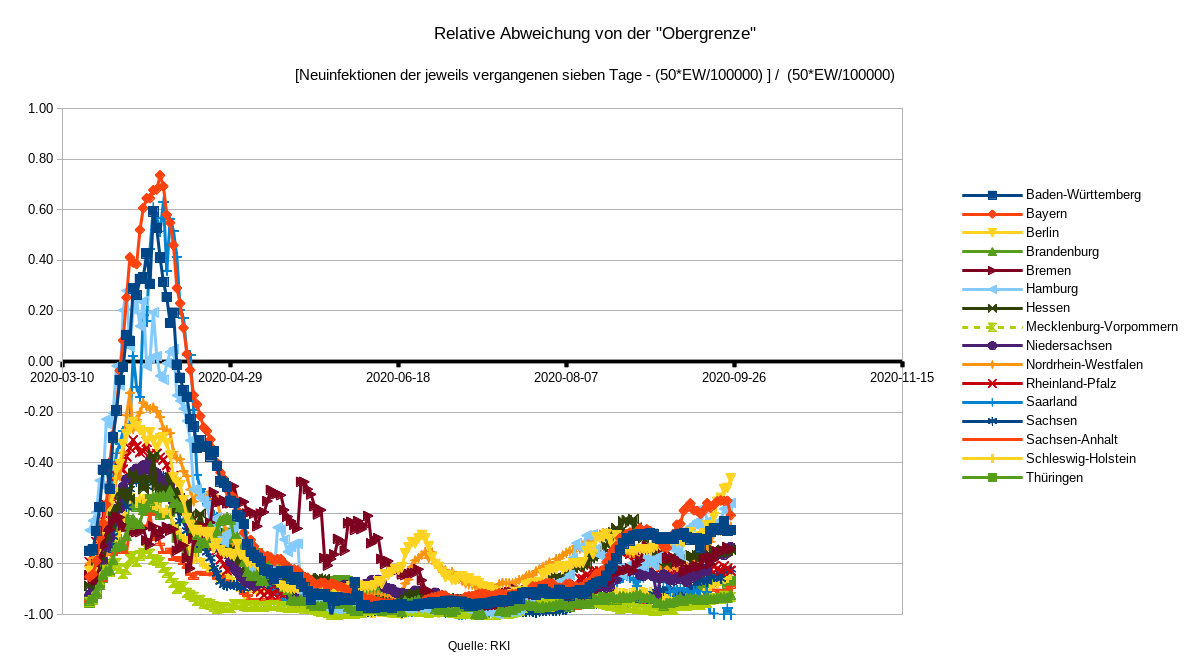 Relative Abweichung von der "Obergrenze"
[Neuinfektionen der jeweils vergangenen sieben Tage - (50*EW/100000) ] / (50*EW/100000)
1.00
0.80
0.60
0.40
0.20
0.00
-0.20
-0.40
-0.60
-0.80
-1.00
2020-03-10
2020-04-29
2020-06-18
2020-08-07
2020-09-26
2020-11-15
Baden-Württemberg
Bayern
Berlin
Brandenburg
Bremen
Hamburg
Hessen
Mecklenburg-Vorpommern
Niedersachsen
Nordrhein-Westfalen
Rheinland-Pfalz
Saarland
Sachsen
Sachsen-Anhalt
Schleswig-Holstein
Thüringen
Quelle: RKI